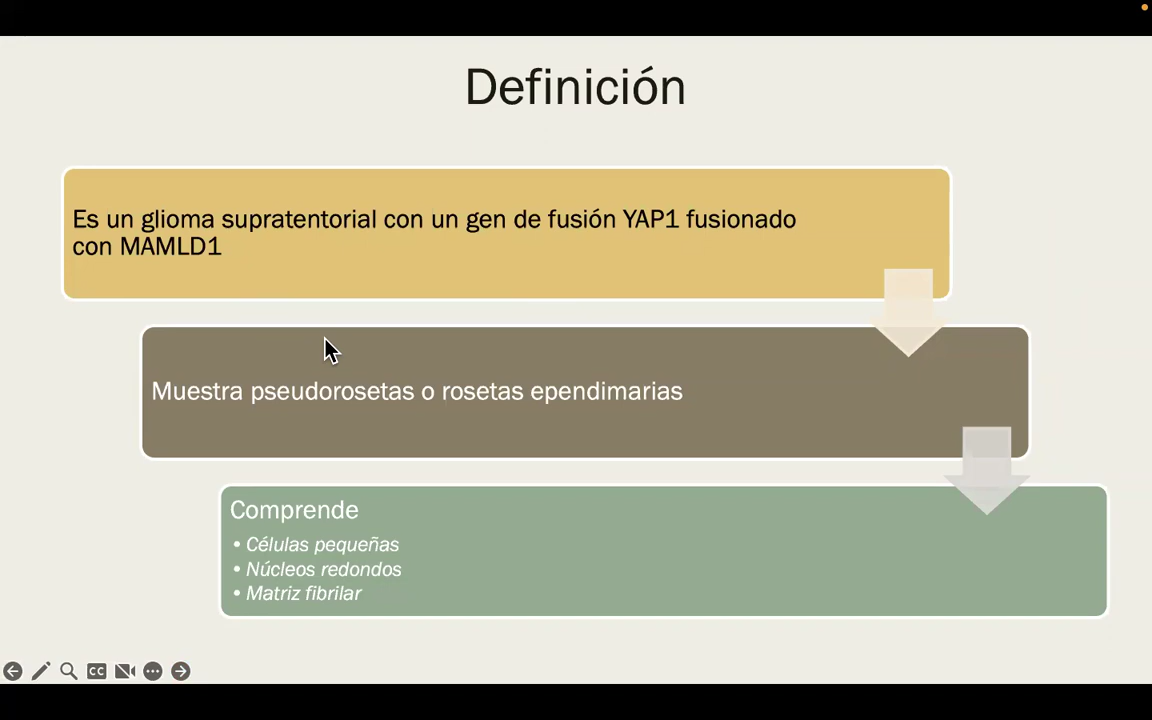 Definición
Es un glioma supratentorial con un gen de fusión YAP1 fusionado
con MAMLD1
Muestra pseudorosetas o rosetas ependimarias
Comprende
• Células pequeñas
• Núcleos redondos
• Matriz fibrilar
CC